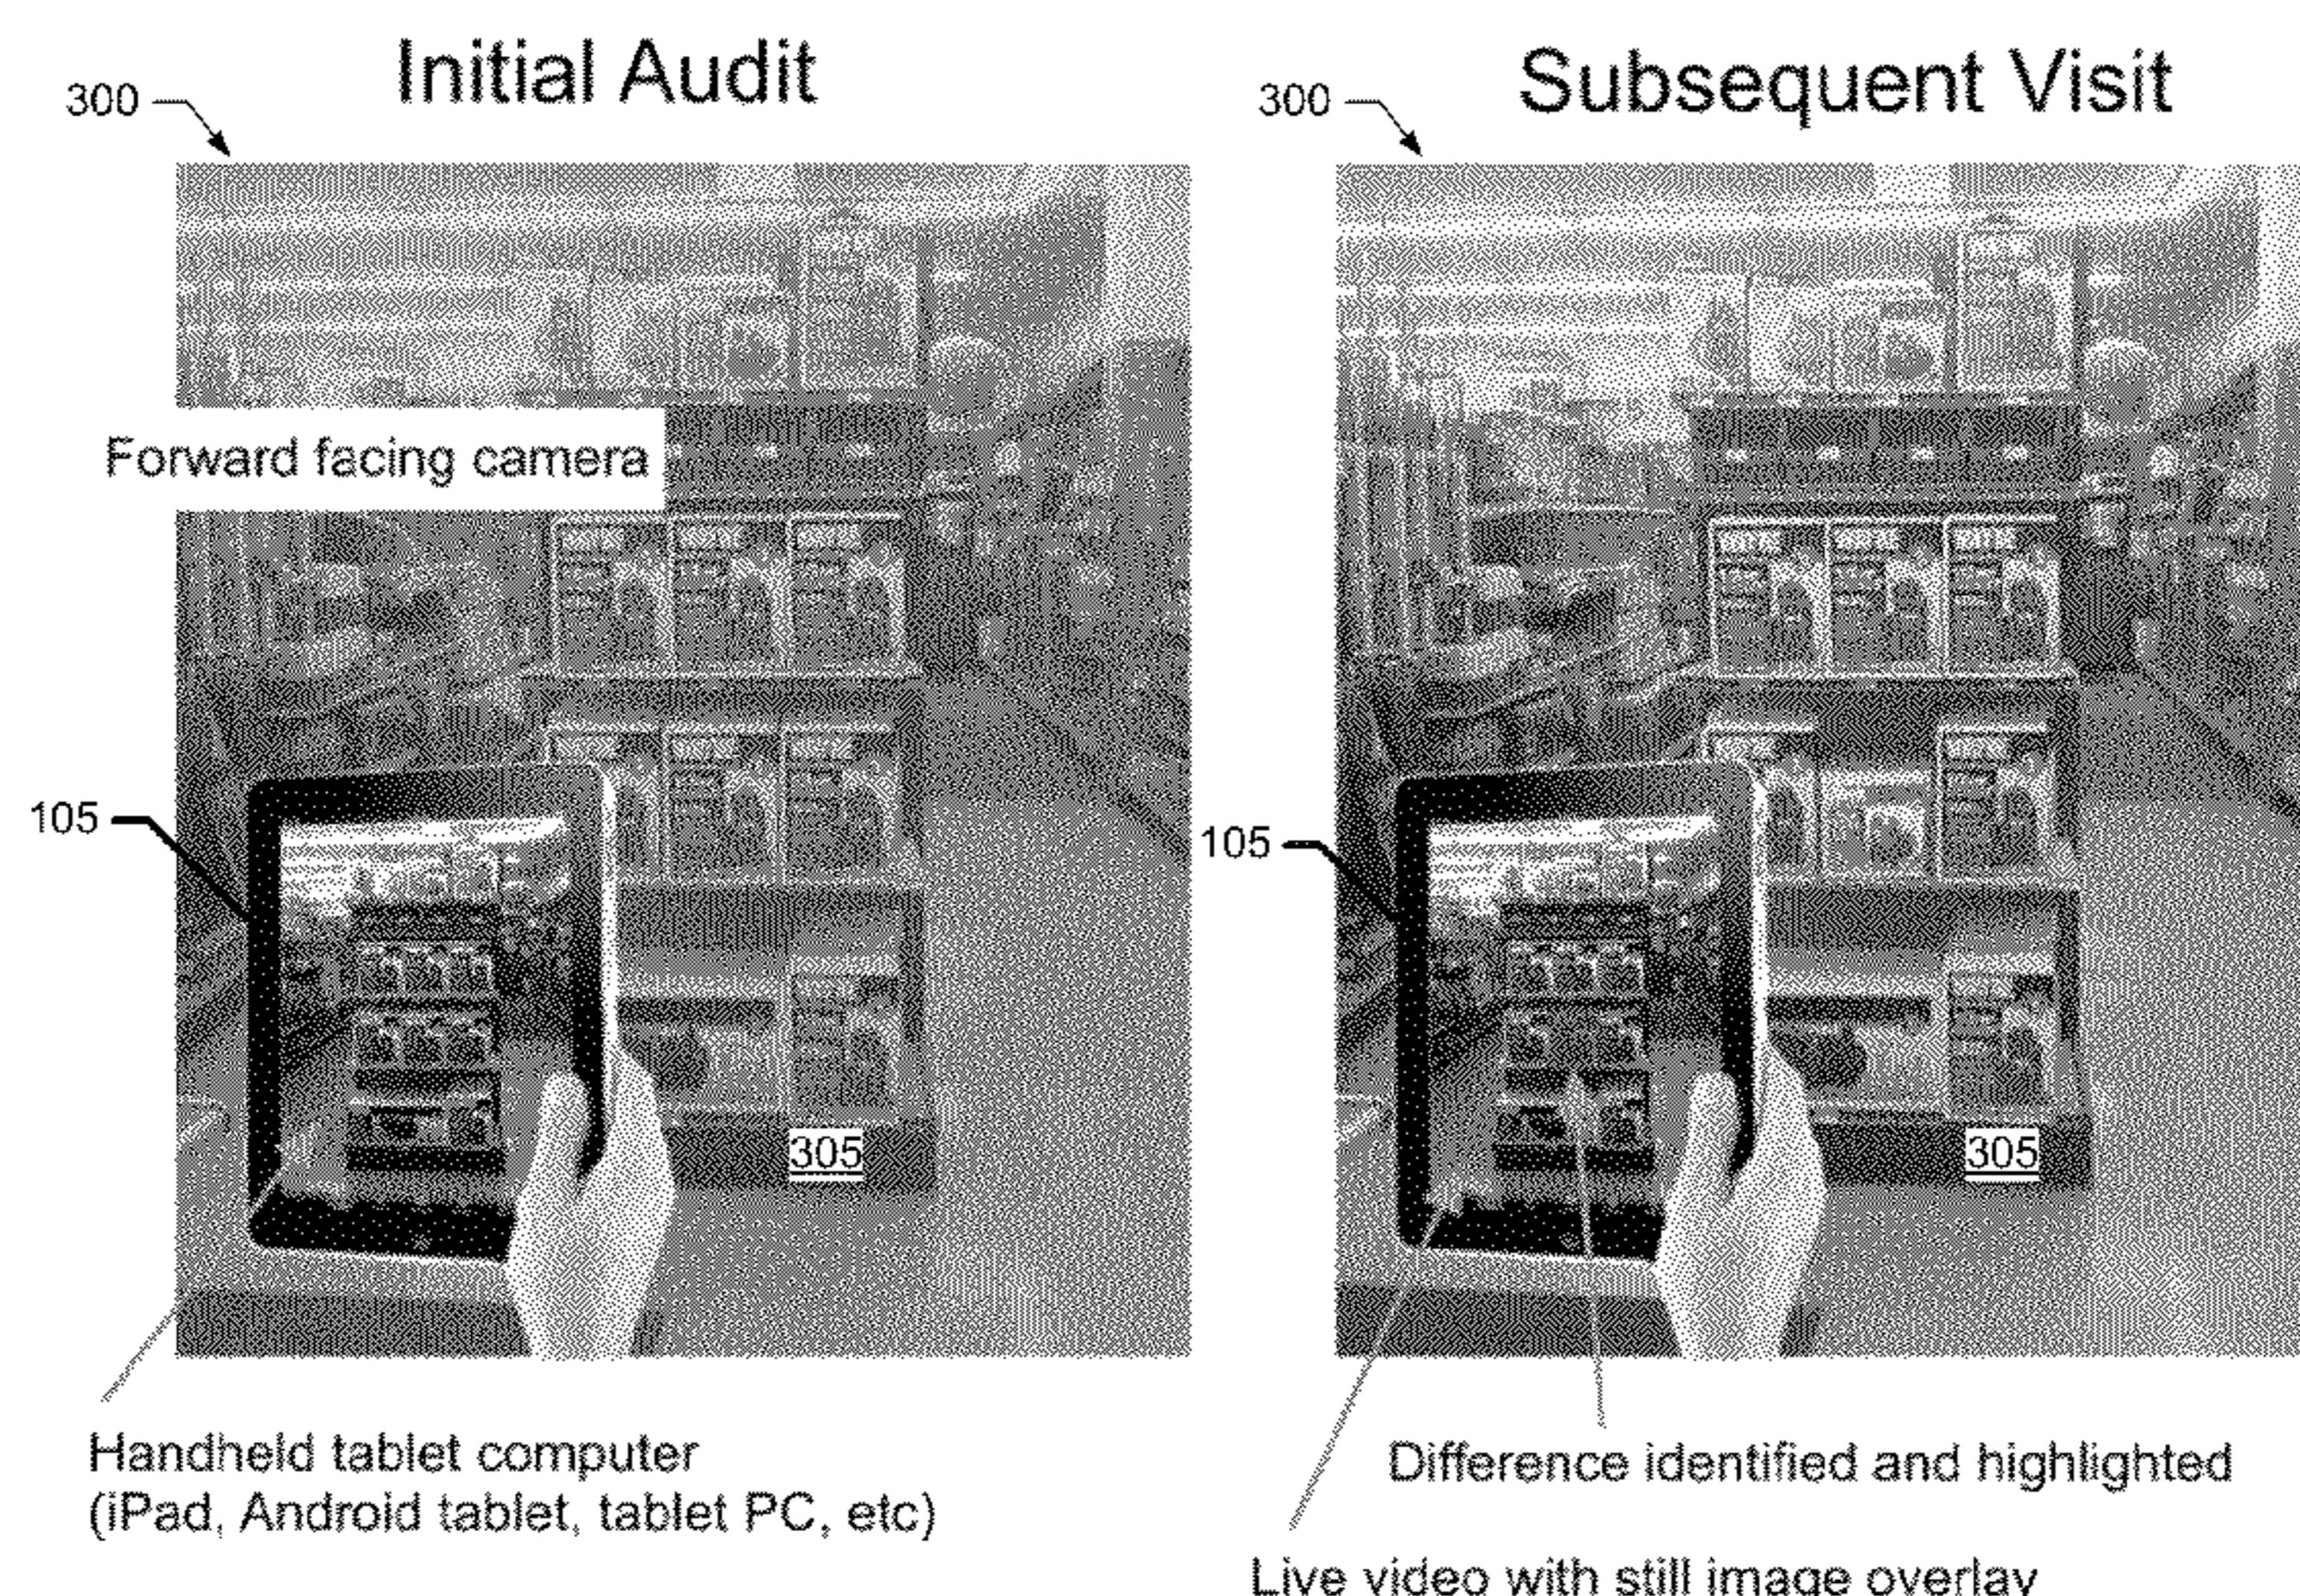 Initial Audit
300
Forward facing camera
105
305
Handheld tablet computer
(iPad, Android tablet, tablet PC, etc)
Subsequent Visit
300
105
305
Difference identified and highlighted
Live video with still image overlay